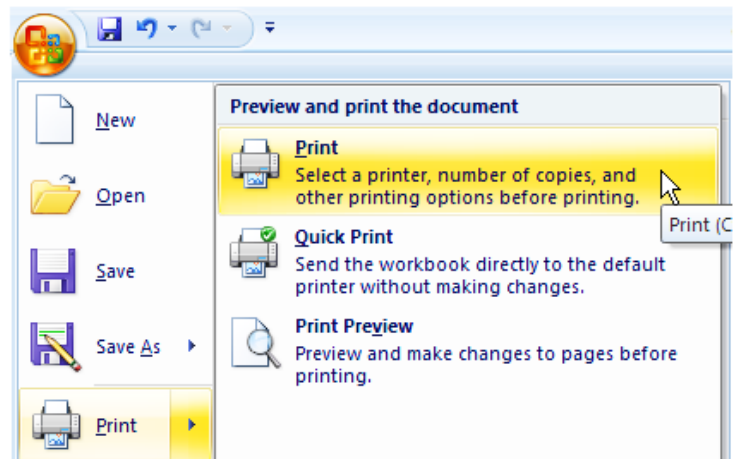 New
Open
Save
Save As
Print
Preview and print the document
Print
Select a printer, number of copies, and
other printing options before printing.
Print (C
Quick Print
Send the workbook directly to the default
printer without making changes.
Print Preview
Preview and make changes to pages before
printing.